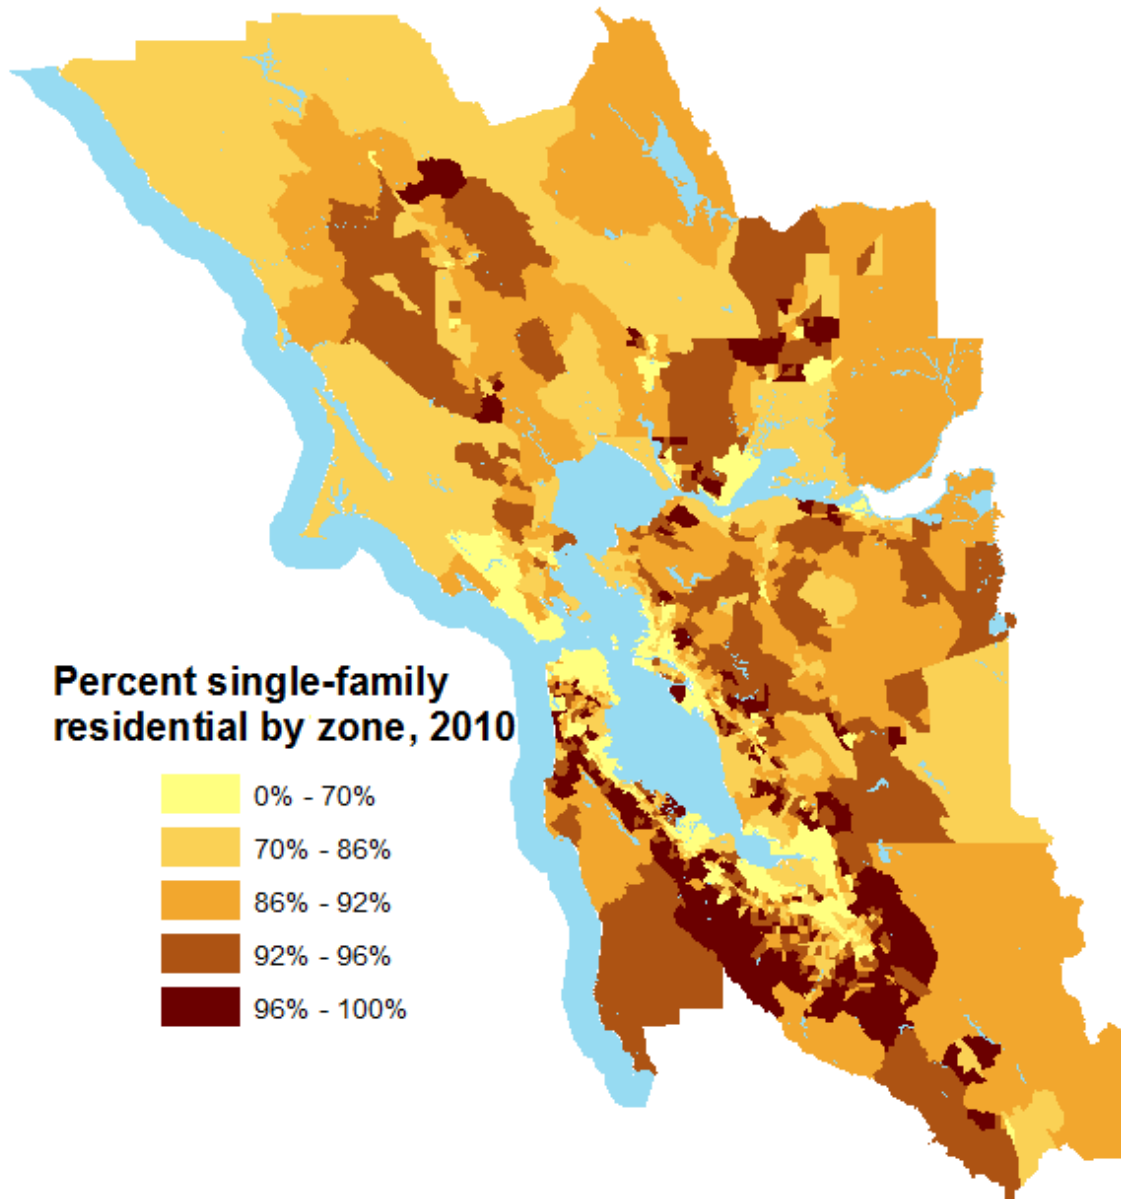 Percent single-family
residential by zone, 2010
0% - 70%
70% - 86%
86% - 92%
92% - 96%
96% - 100%